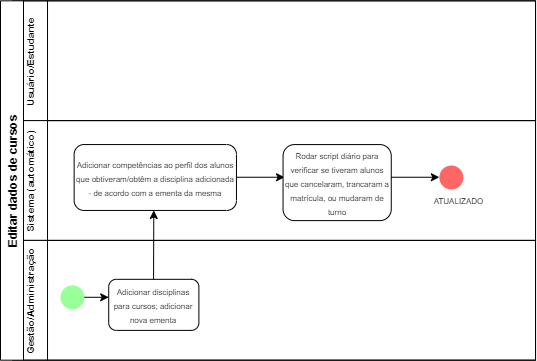 Editar dados de cursos
Usuário/Estudante
Sistema (automático)
Adicionar competências ao perfil dos alunos
que obtiveram/obtêm a disciplina adicionada
- de acordo com a ementa da mesma
Rodar script diário para
verificar se tiveram alunos
que cancelaram, trancaram a
matrícula, ou mudaram de
turno
ATUALIZADO
Gestão/Administração
Adicionar disciplinas
para cursos; adicionar
nova ementa